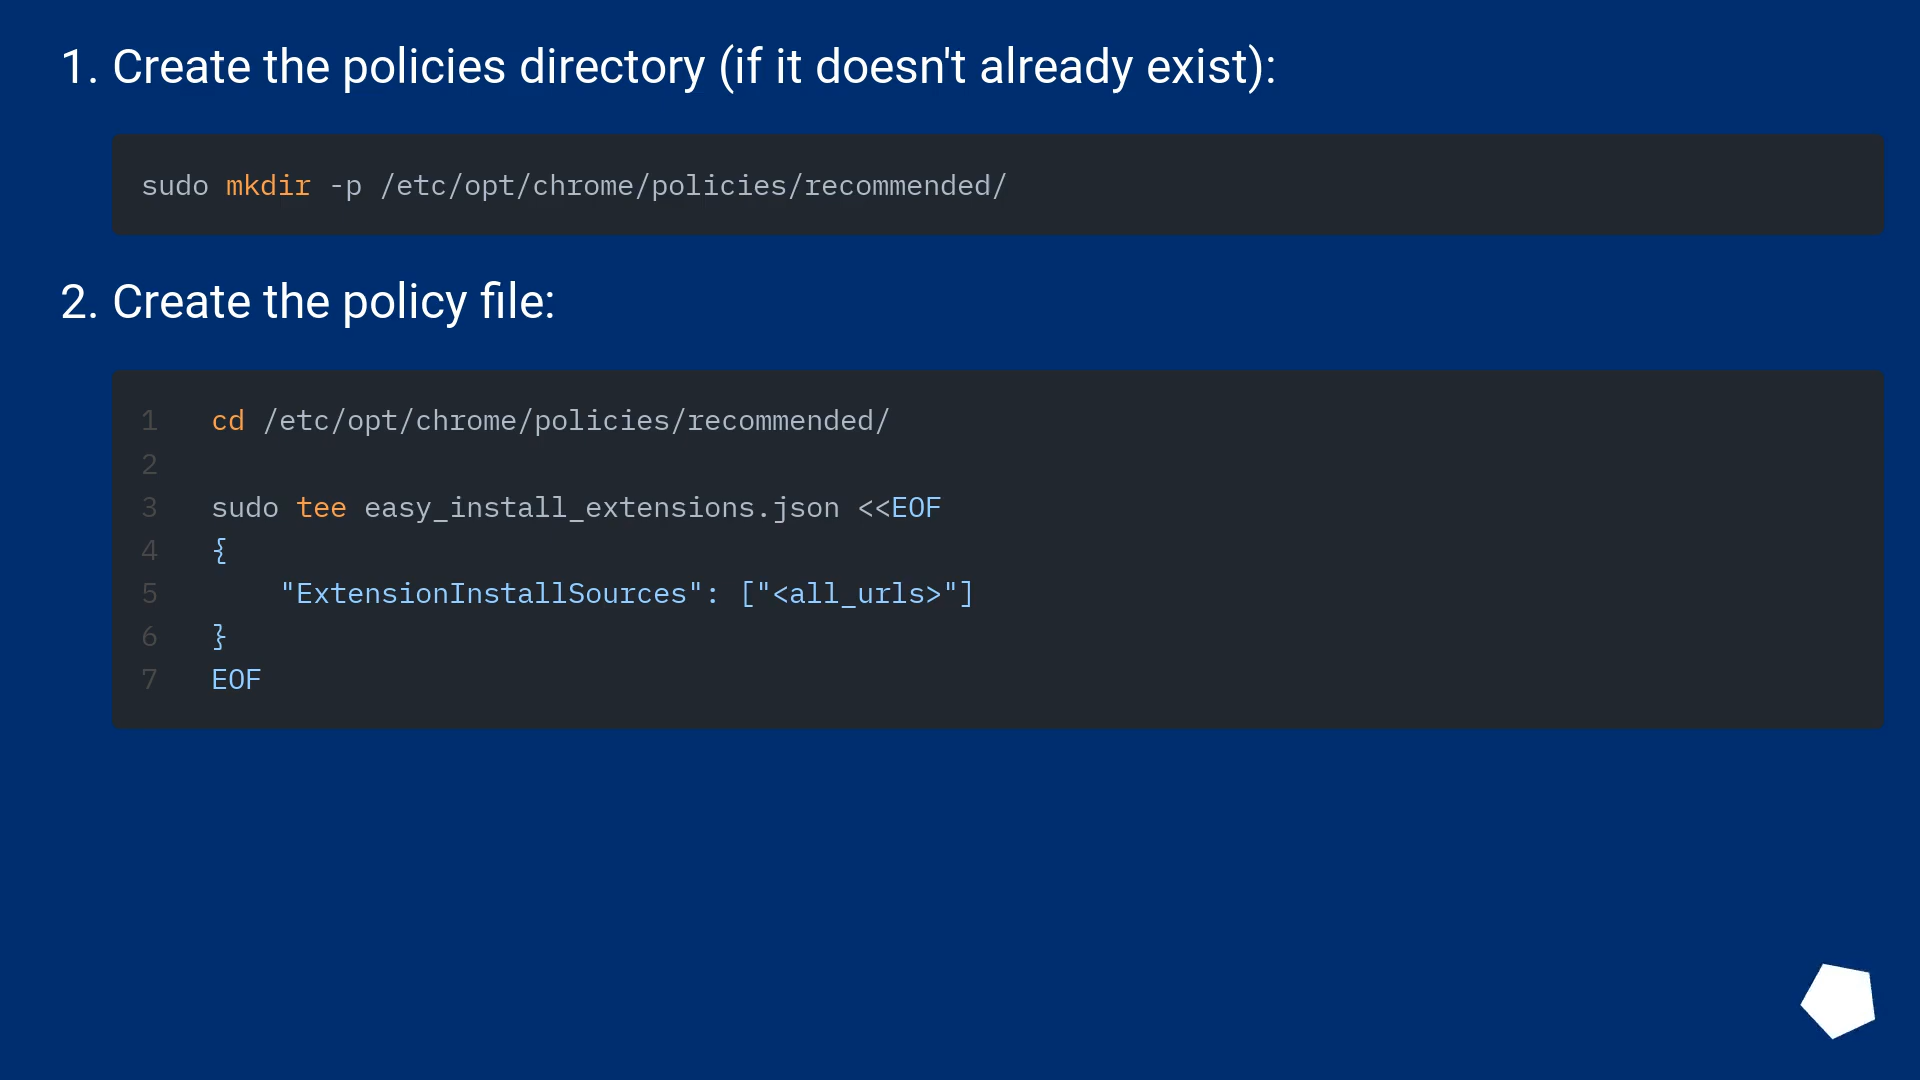 1. Create the policies directory (if it doesn't already exist):
sudo mkdir -p /etc/opt/chrome/policies/recommended/
2. Create the policy file:
1 cd /etc/opt/chrome/policies/recommended/
2
3 sudo tee easy_install_extensions.json <<EOF
4 {
5     "ExtensionInstallSources": ["<all_urls>"]
6 }
7 EOF